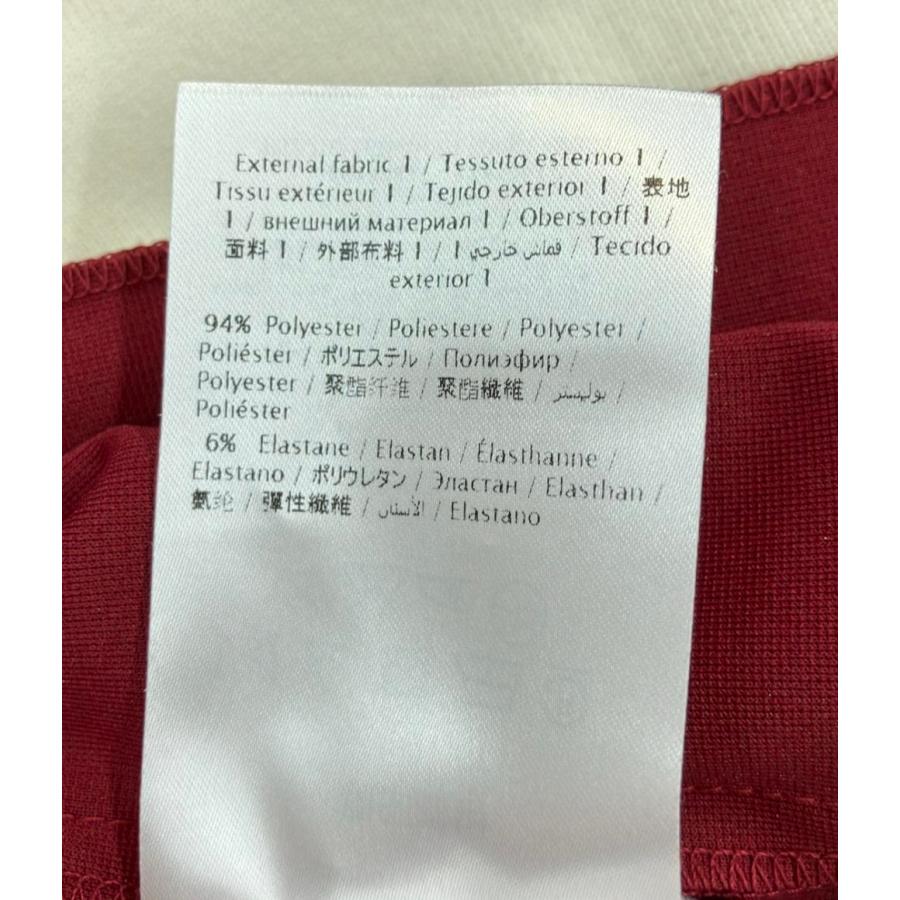 External fabric 1 / Tessuto esterno 1 /
Tissu extérieur 1 / Tejido exterior 1 / 表地
1 / внешний материал 1 / Oberstoff 1 /
面料 1 / 外部布料 1 / 1 قماش خارجي / Tecido
exterior 1
94% Polyester / Poliestere / Polyester /
Poliéster / ポリエステル / Полиэфир /
Polyester / 聚酯纤维 / 聚酯纖維 / بوليستر /
Poliéster
6% Elastane / Elastan / Élasthanne /
Elastano / ポリウレタン / Эластан / Elasthan /
氨纶 / 彈性纖維 / الأستان / Elastano